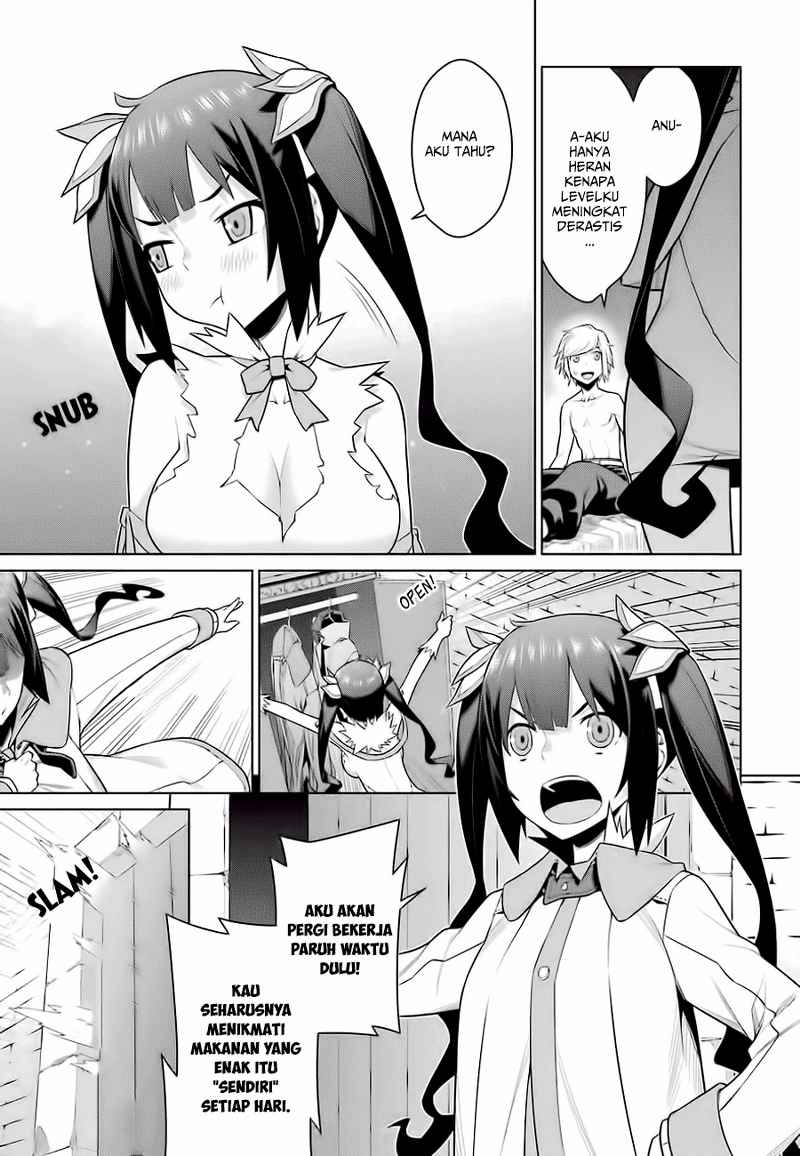 ANU-
A-AKU
HANYA
HERAN
KENAPA
LEVELKU
MENINGKAT
DERASTIS
...
MANA
AKU TAHU?
SNUB
OPEN!
SLAM!
AKU AKAN
PERGI BEKERJA
PARUH WAKTU
DULU!
KAU
SEHARUSNYA
MENIKMATI
MAKANAN YANG
ENAK ITU
"SENDIRI"
SETIAP HARI.